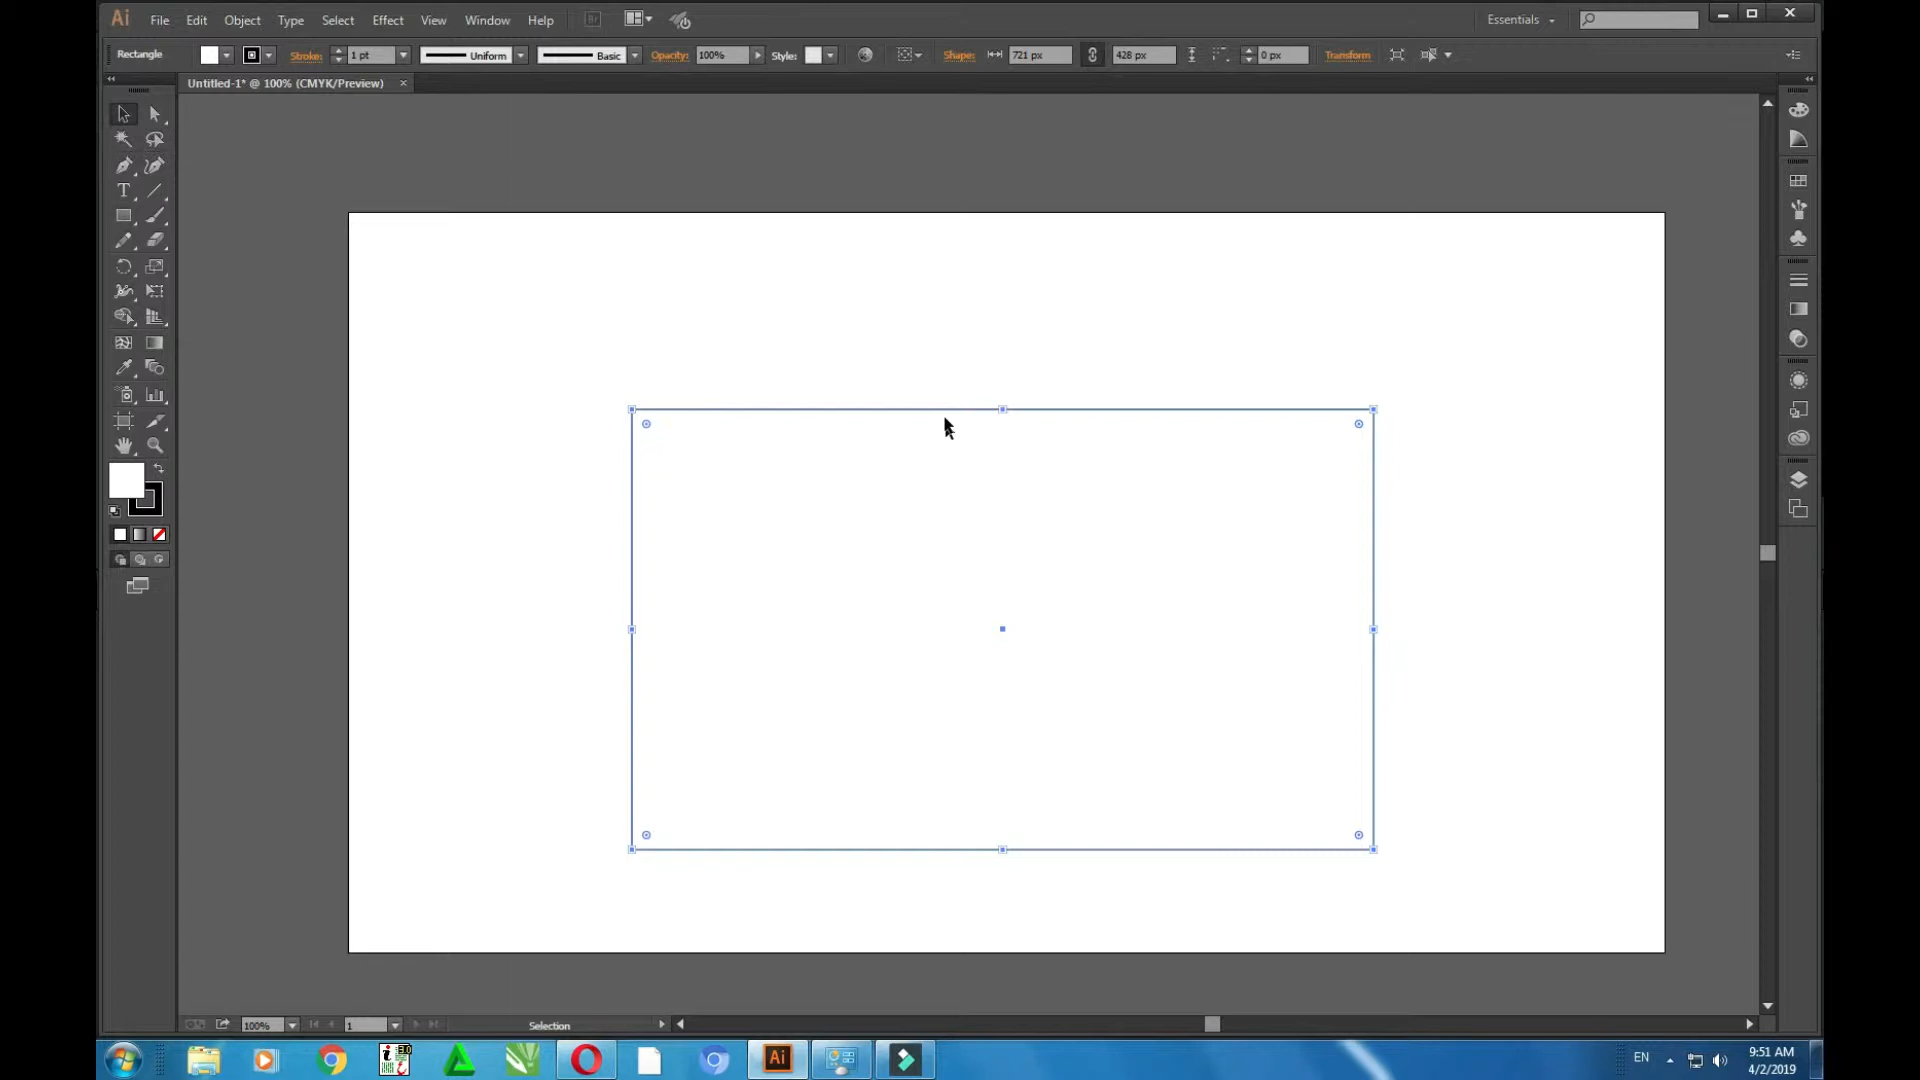 Ai File Edit Object Type Select Effect View Window Help Br Essentials
Rectangle Stroke: 1 pt Uniform Basic Opacity: 100% Style: Shape: 721 px 428 px 0 px Transform
Untitled-1* @ 100% (CMYK/Preview) ×
T
100% 1 Selection
Ai EN 9:51 AM
4/2/2019